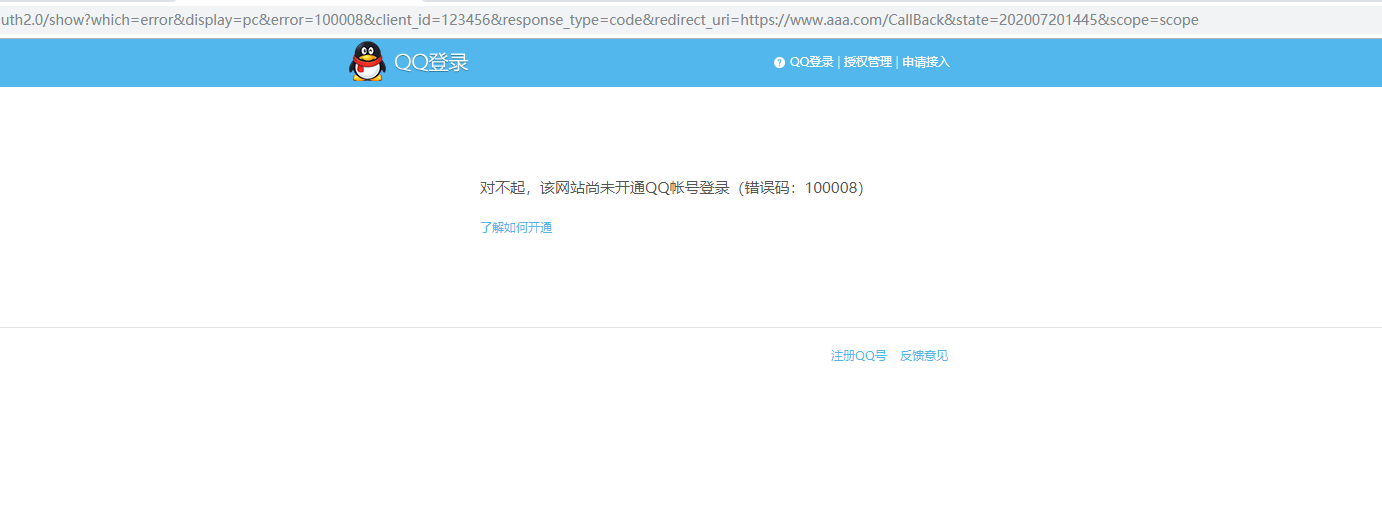 uth2.0/show?which=error&display=pc&error=100008&client_id=123456&response_type=code&redirect_uri=https://www.aaa.com/CallBack&state=202007201445&scope=scope
QQ登录 ? QQ登录 | 授权管理 | 申请接入
对不起，该网站尚未开通QQ帐号登录（错误码：100008）
了解如何开通
注册QQ号 反馈意见